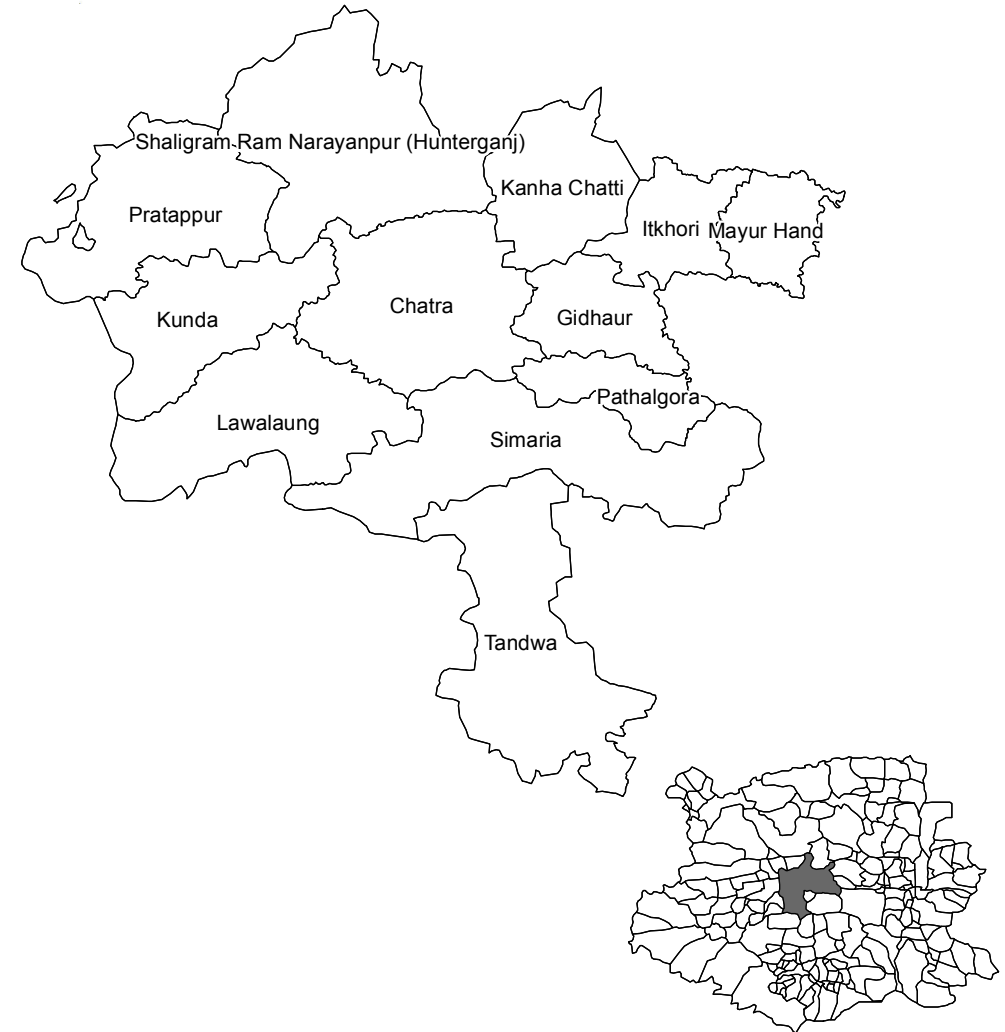 Shaligram Ram Narayanpur (Hunterganj)
Kanha Chatti
Pratappur
Itkhori
Mayur Hand
Chatra
Gidhaur
Kunda
Pathalgora
Lawalaung
Simaria
Tandwa